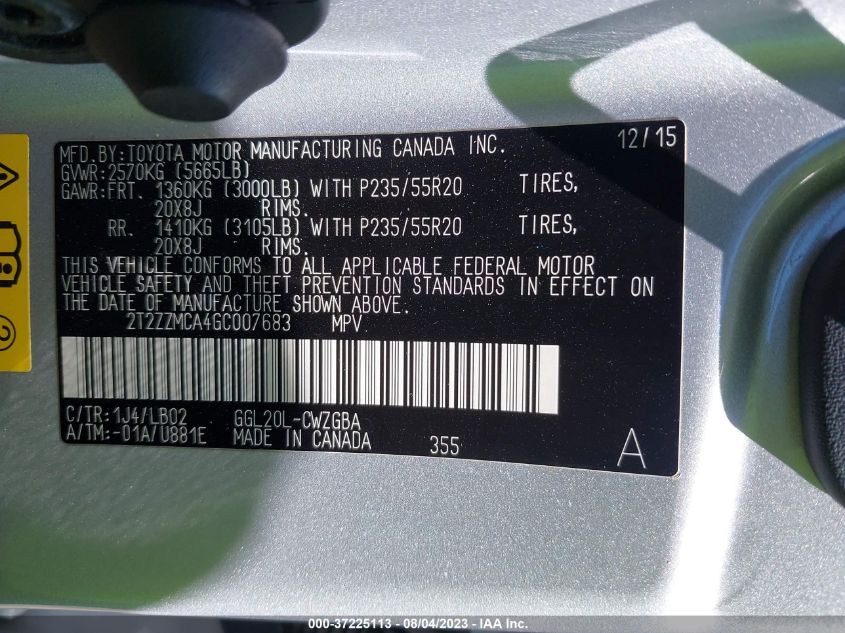 MFD.BY:TOYOTA MOTOR MANUFACTURING CANADA INC. 12/15
GVWR:2570KG (5665LB)
GAWR:FRT. 1360KG (3000LB) WITH P235/55R20 TIRES,
20X8J RIMS.
RR. 1410KG (3105LB) WITH P235/55R20 TIRES,
20X8J RIMS.
THIS VEHICLE CONFORMS TO ALL APPLICABLE FEDERAL MOTOR
VEHICLE SAFETY AND THEFT PREVENTION STANDARDS IN EFFECT ON
THE DATE OF MANUFACTURE SHOWN ABOVE.
2T2ZZMCA4GC007683 MPV
C/TR:1J4/LB02 GGL20L-CWZGBA
A/TM:-01A/U881E MADE IN CANADA 355 A
2
000-37225113 - 08/04/2023 - IAA Inc.